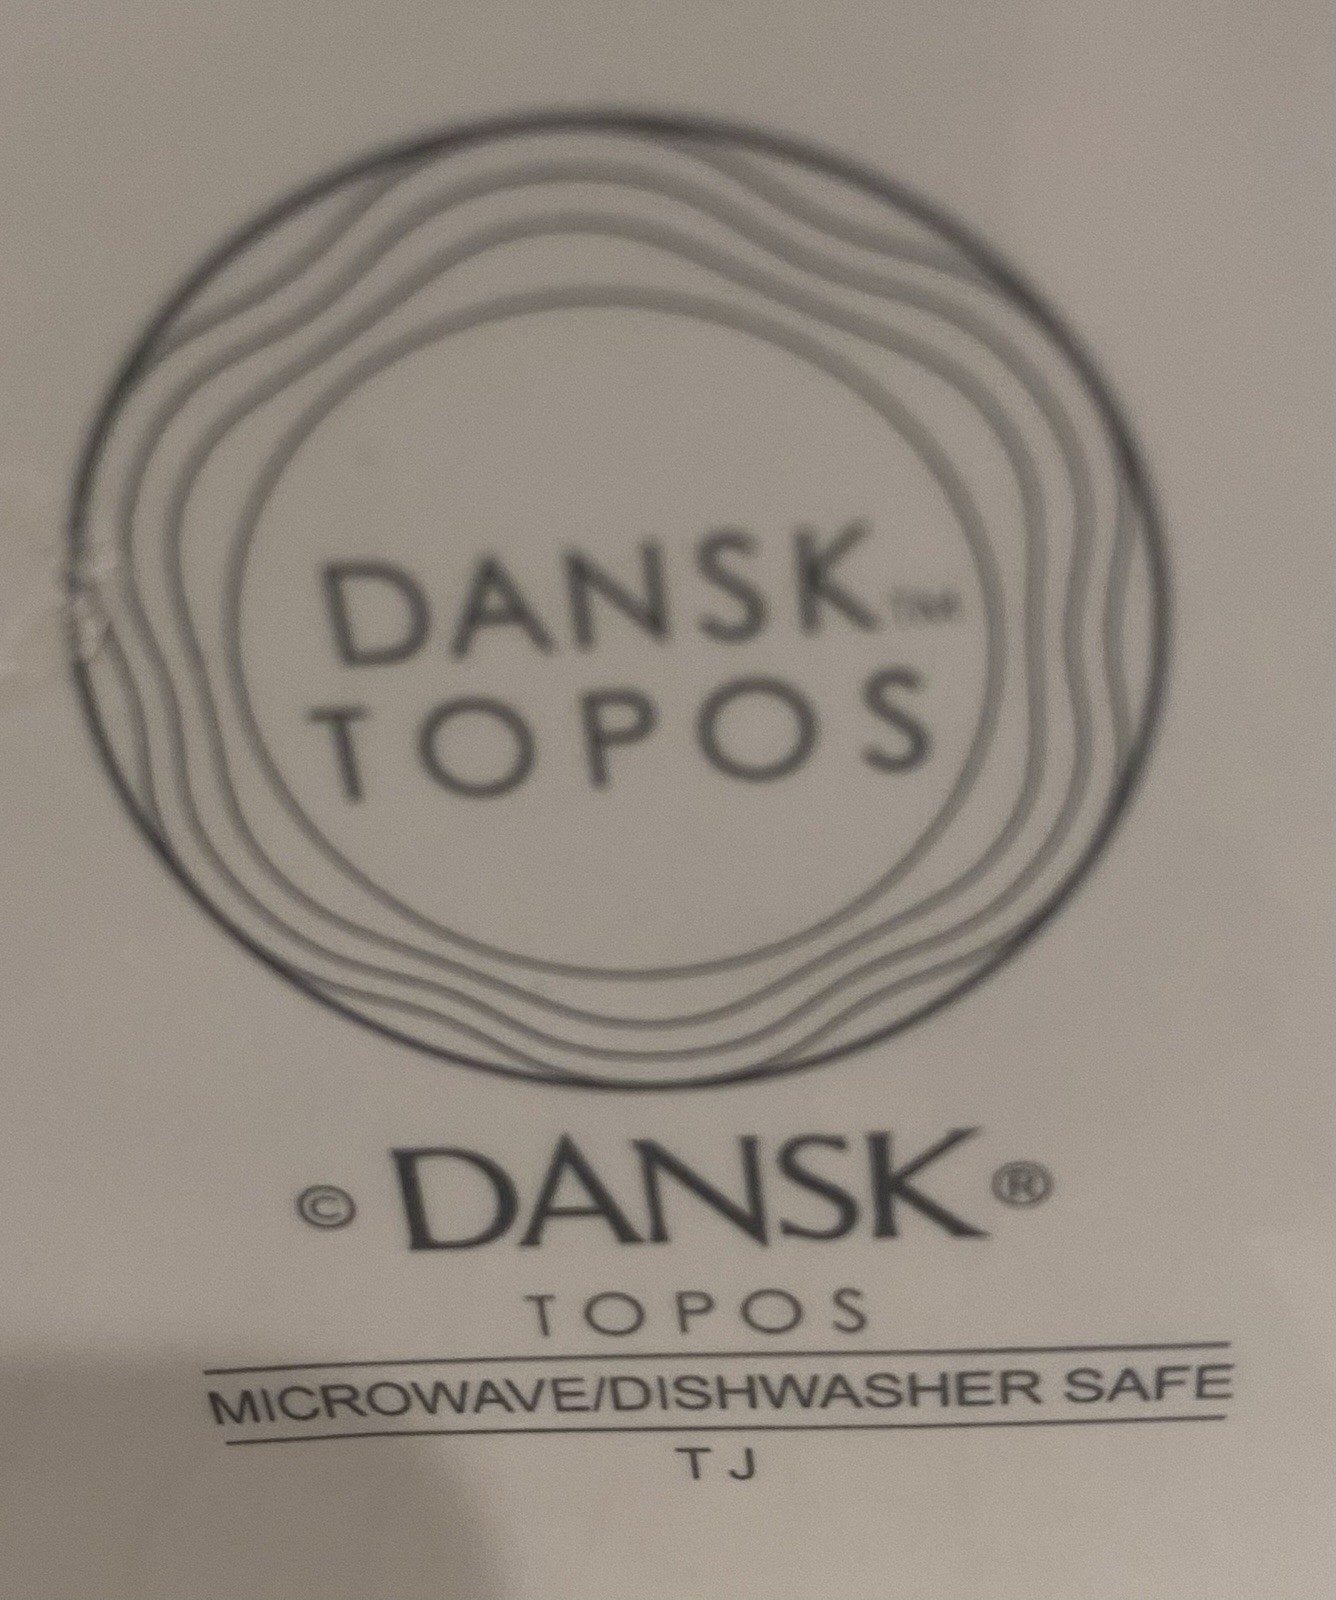 DANSK™
TOPOS
© DANSK®
TOPOS
MICROWAVE/DISHWASHER SAFE
TJ